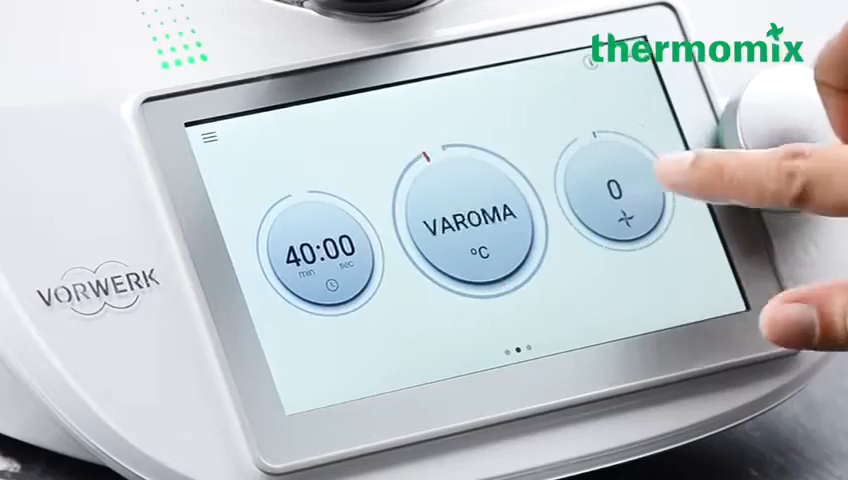 thermomix
VORWERK
40:00
min sec
VAROMA
°C
0